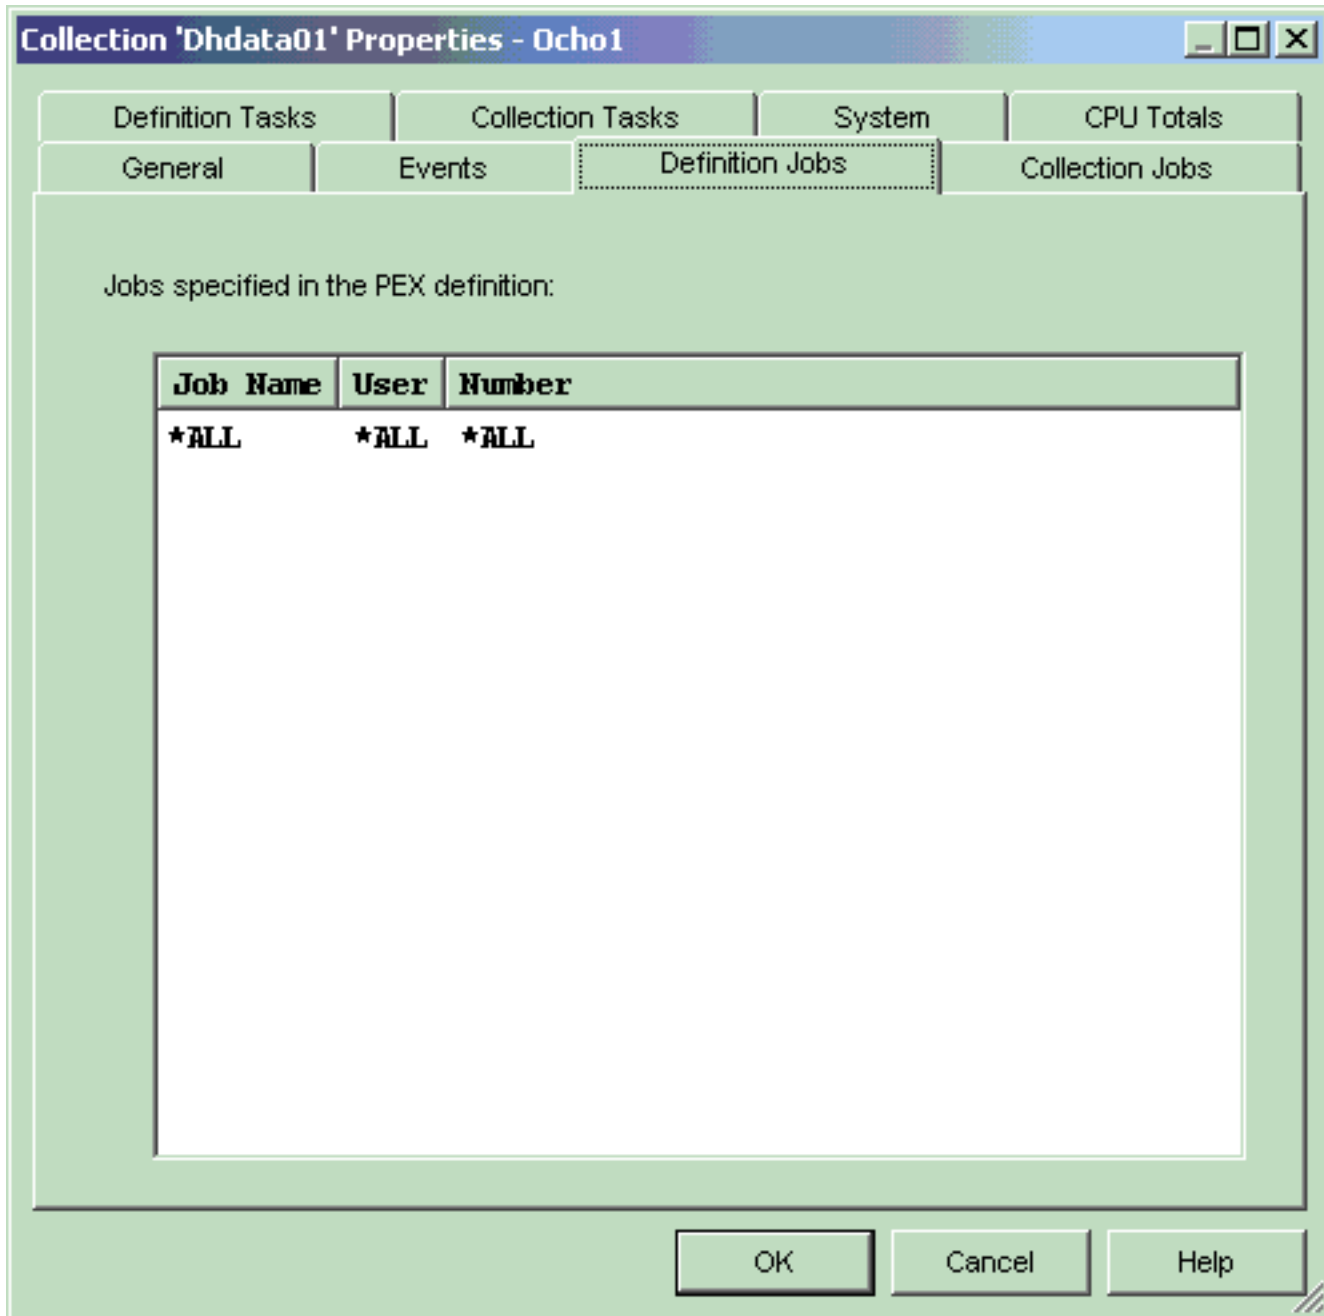 Collection 'Dhdata01' Properties - Ocho1
Definition Tasks Collection Tasks System CPU Totals
General Events Definition Jobs Collection Jobs
Jobs specified in the PEX definition:
Job Name User Number
*ALL *ALL *ALL
OK Cancel Help